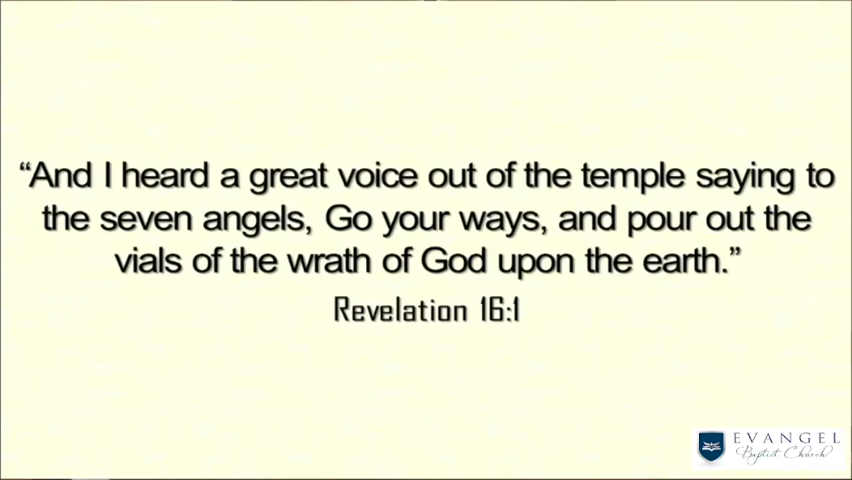 “And I heard a great voice out of the temple saying to
the seven angels, Go your ways, and pour out the
vials of the wrath of God upon the earth.”
Revelation 16:1
EVANGEL
Baptist Church